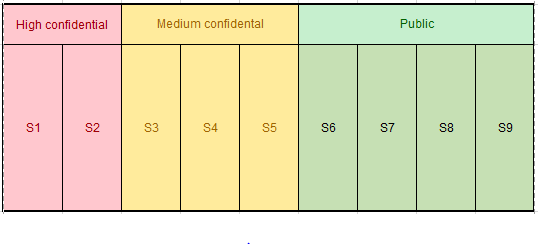 High confidential Medium confidental Public
S1 S2 S3 S4 S5 S6 S7 S8 S9